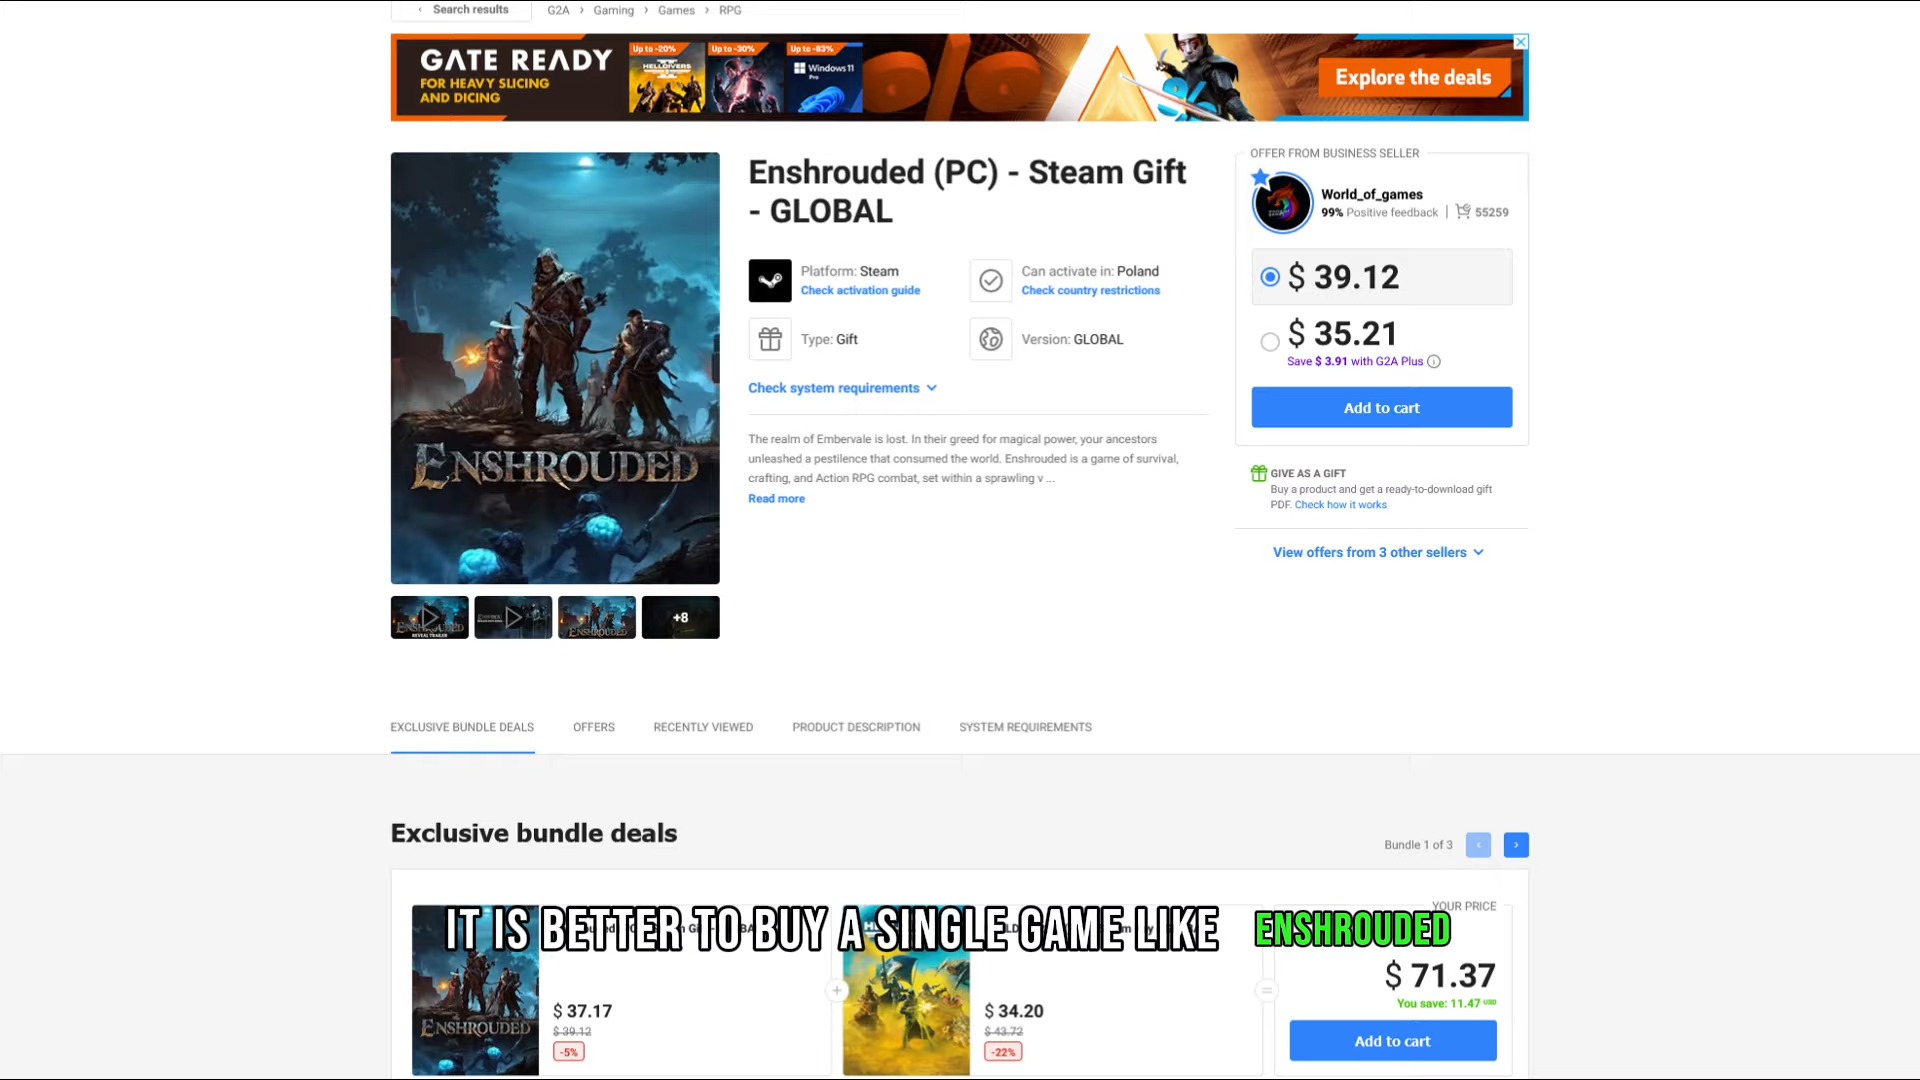 Search results
G2A > Gaming > Games > RPG
GATE READY
FOR HEAVY SLICING
AND DICING
Up to -20%
HELLDIVERS
Up to -30%
Up to -83%
Windows 11
Pro
Explore the deals
ENSHROUDED
+8
Enshrouded (PC) - Steam Gift
- GLOBAL
Platform: Steam
Check activation guide
Can activate in: Poland
Check country restrictions
Type: Gift
Version: GLOBAL
Check system requirements
The realm of Embervale is lost. In their greed for magical power, your ancestors
unleashed a pestilence that consumed the world. Enshrouded is a game of survival,
crafting, and Action RPG combat, set within a sprawling v ...
Read more
OFFER FROM BUSINESS SELLER
World_of_games
99% Positive feedback | 55259
$ 39.12
$ 35.21
Save $ 3.91 with G2A Plus
Add to cart
GIVE AS A GIFT
Buy a product and get a ready-to-download gift
PDF. Check how it works
View offers from 3 other sellers
EXCLUSIVE BUNDLE DEALS
OFFERS
RECENTLY VIEWED
PRODUCT DESCRIPTION
SYSTEM REQUIREMENTS
Exclusive bundle deals
Bundle 1 of 3
IT IS BETTER TO BUY A SINGLE GAME LIKE ENSHROUDED
ENSHROUDED
$ 37.17
$ 39.12
-5%
+
$ 34.20
$ 43.72
-22%
=
YOUR PRICE
$ 71.37
You save: 11.47 USD
Add to cart